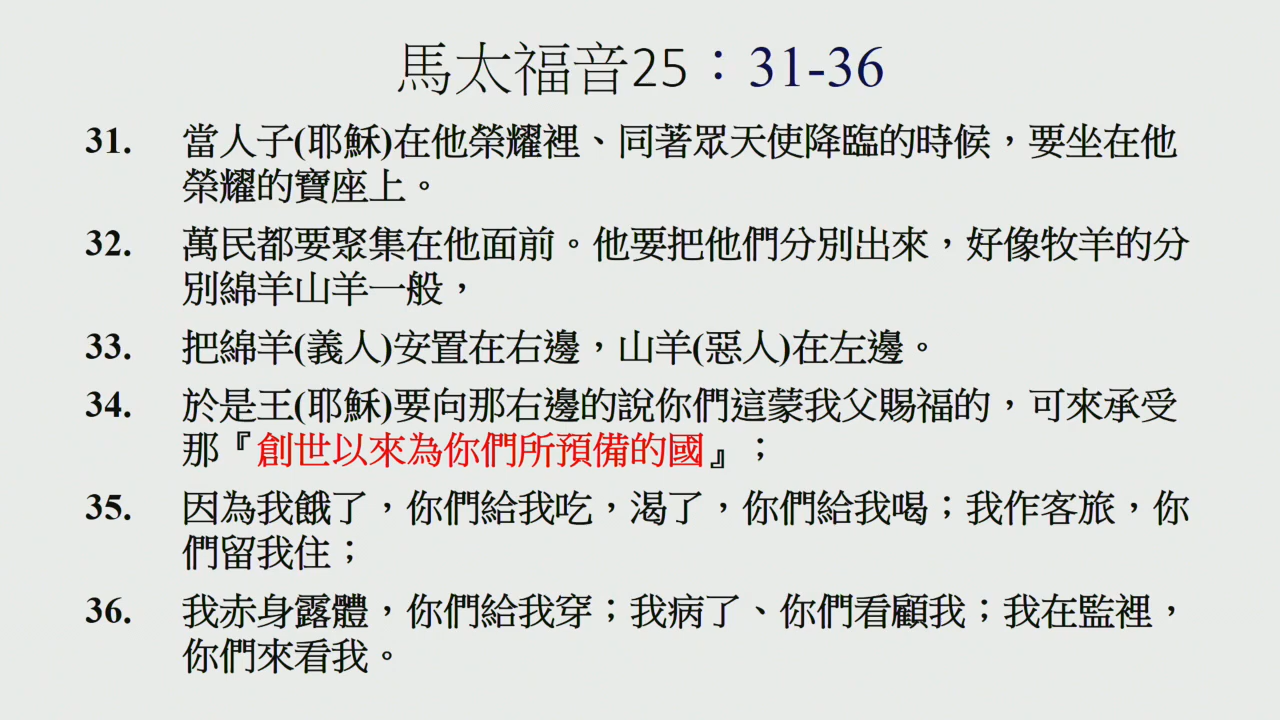 馬太福音25：31-36
31. 當人子(耶穌)在他榮耀裡、同著眾天使降臨的時候，要坐在他
榮耀的寶座上。
32. 萬民都要聚集在他面前。他要把他們分別出來，好像牧羊的分
別綿羊山羊一般，
33. 把綿羊(義人)安置在右邊，山羊(惡人)在左邊。
34. 於是王(耶穌)要向那右邊的說你們這蒙我父賜福的，可來承受
那『創世以來為你們所預備的國』；
35. 因為我餓了，你們給我吃，渴了，你們給我喝；我作客旅，你
們留我住；
36. 我赤身露體，你們給我穿；我病了、你們看顧我；我在監裡，
你們來看我。